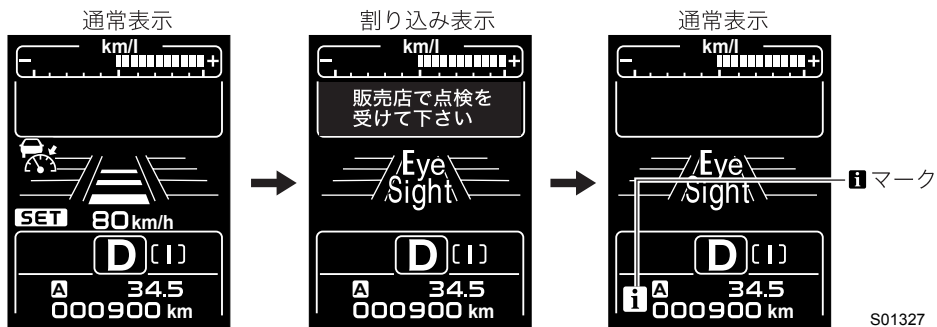 通常表示
km/l
- +
SET 80 km/h
D [I]
A 34.5
000900 km
割り込み表示
km/l
- +
販売店で点検を
受けて下さい
Eye
Sight
D [I]
A 34.5
000900 km
通常表示
km/l
- +
Eye
Sight
D [I]
i A 34.5
000900 km
i マーク
S01327